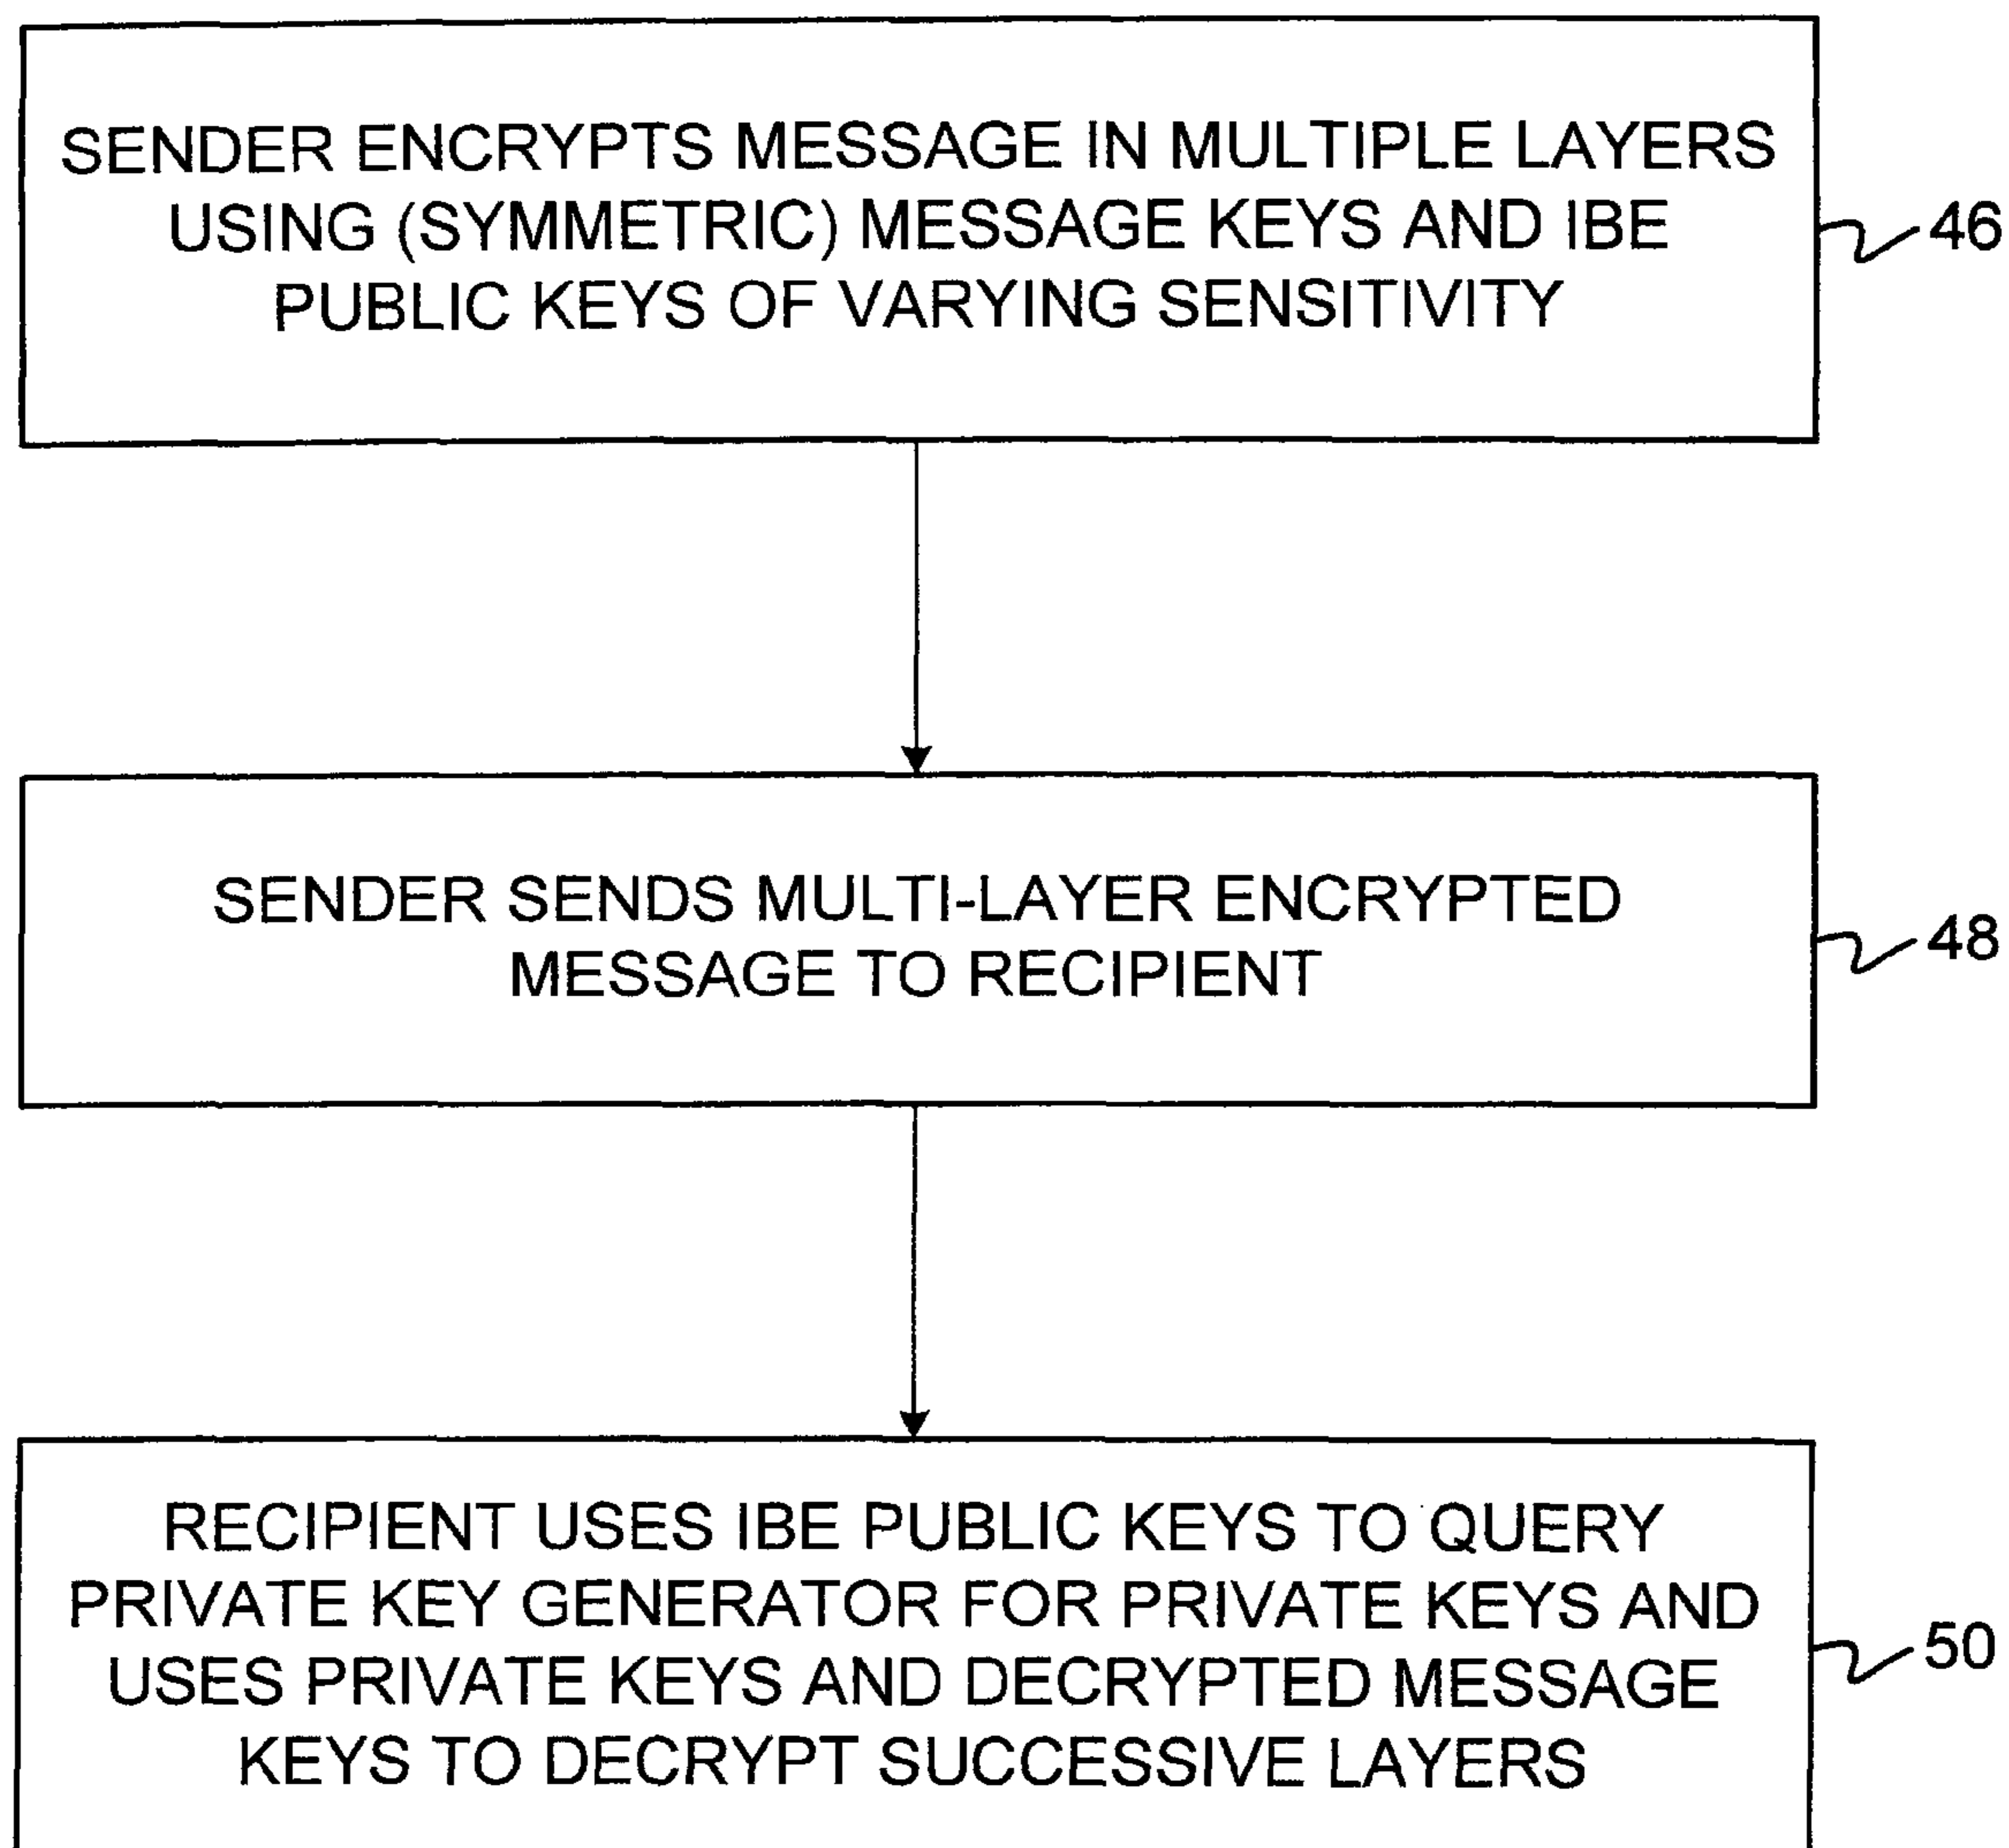 SENDER ENCRYPTS MESSAGE IN MULTIPLE LAYERS
USING (SYMMETRIC) MESSAGE KEYS AND IBE
PUBLIC KEYS OF VARYING SENSITIVITY
46
SENDER SENDS MULTI-LAYER ENCRYPTED
MESSAGE TO RECIPIENT
48
RECIPIENT USES IBE PUBLIC KEYS TO QUERY
PRIVATE KEY GENERATOR FOR PRIVATE KEYS AND
USES PRIVATE KEYS AND DECRYPTED MESSAGE
KEYS TO DECRYPT SUCCESSIVE LAYERS
50